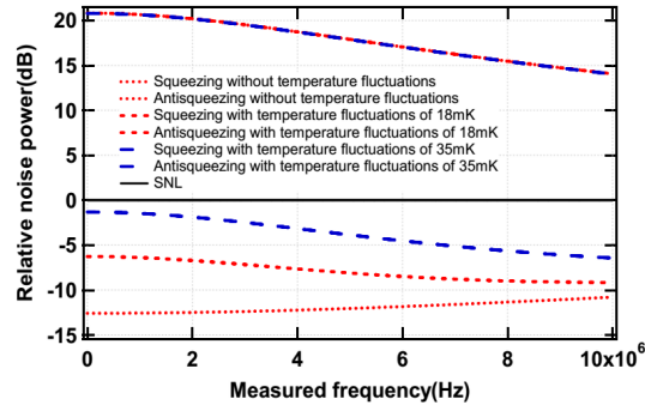 20
15
10
5
0
-5
-10
-15
Relative noise power(dB)
Squeezing without temperature fluctuations
Antisqueezing without temperature fluctuations
Squeezing with temperature fluctuations of 18mK
Antisqueezing with temperature fluctuations of 18mK
Squeezing with temperature fluctuations of 35mK
Antisqueezing with temperature fluctuations of 35mK
SNL
0 2 4 6 8 10x10⁶
Measured frequency(Hz)